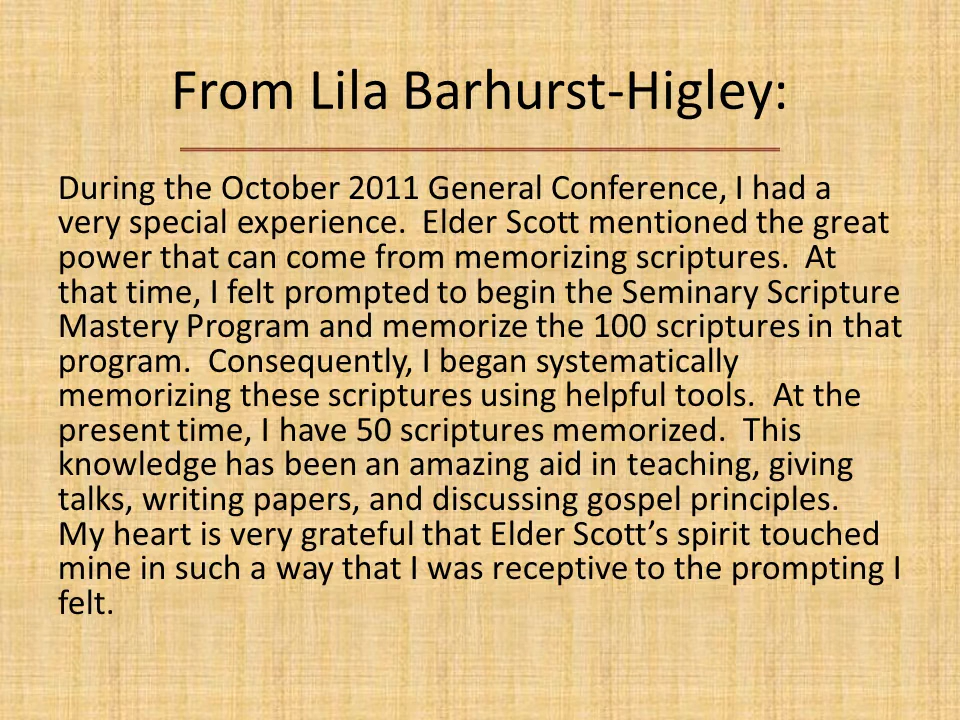 From Lila Barhurst-Higley:
During the October 2011 General Conference, I had a
very special experience.  Elder Scott mentioned the great
power that can come from memorizing scriptures.  At
that time, I felt prompted to begin the Seminary Scripture
Mastery Program and memorize the 100 scriptures in that
program.  Consequently, I began systematically
memorizing these scriptures using helpful tools.  At the
present time, I have 50 scriptures memorized.  This
knowledge has been an amazing aid in teaching, giving
talks, writing papers, and discussing gospel principles.
My heart is very grateful that Elder Scott’s spirit touched
mine in such a way that I was receptive to the prompting I
felt.